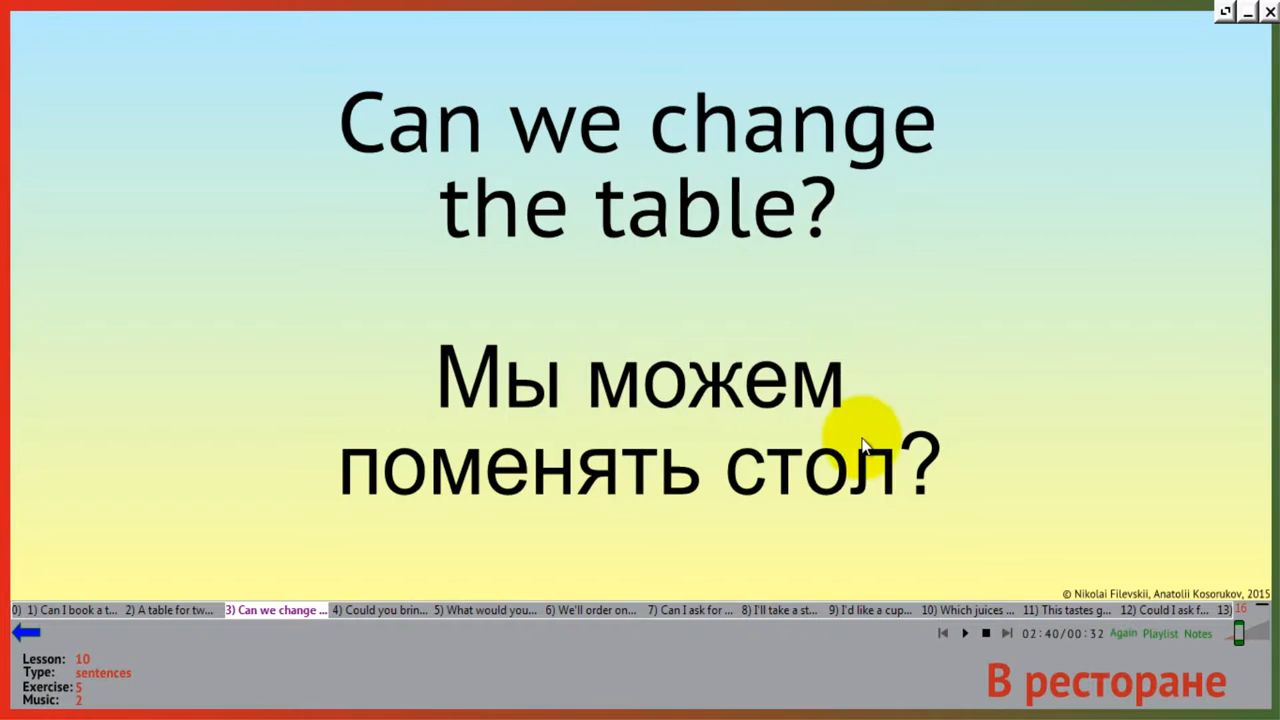 Can we change
the table?
Мы можем
поменять стол?
© Nikolai Filevskii, Anatolii Kosorukov, 2015
0) 1) Can I book a t... 2) A table for tw... 3) Can we change ... 4) Could you brin... 5) What would you... 6) We'll order on... 7) Can I ask for ... 8) I'll take a st... 9) I'd like a cup... 10) Which juices ... 11) This tastes g... 12) Could I ask f... 13) 16
02:40/00:32 Again Playlist Notes
Lesson: 10
Type: sentences
Exercise: 5
Music: 2
В ресторане